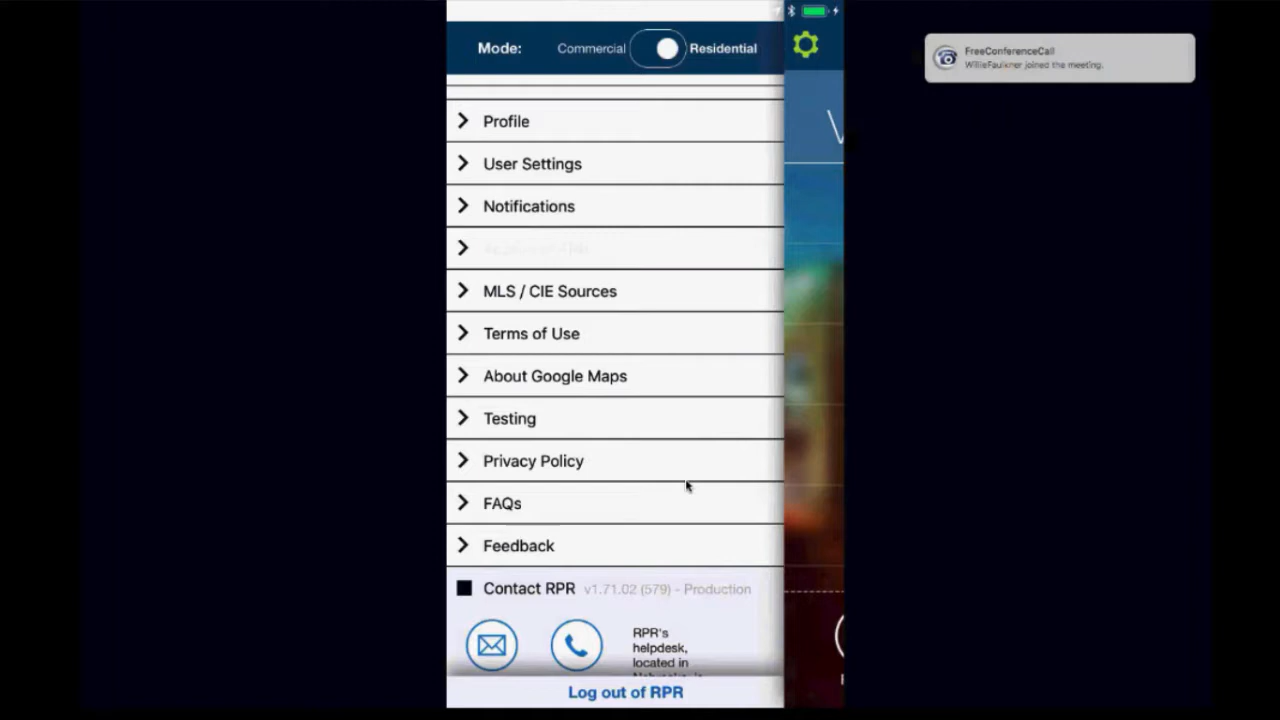 Mode: Commercial Residential
FreeConferenceCall
WillieFaulkner joined the meeting.
Profile
User Settings
Notifications
MLS / CIE Sources
Terms of Use
About Google Maps
Testing
Privacy Policy
FAQs
Feedback
Contact RPR v1.71.02 (579) - Production
RPR's
helpdesk,
located in
Log out of RPR